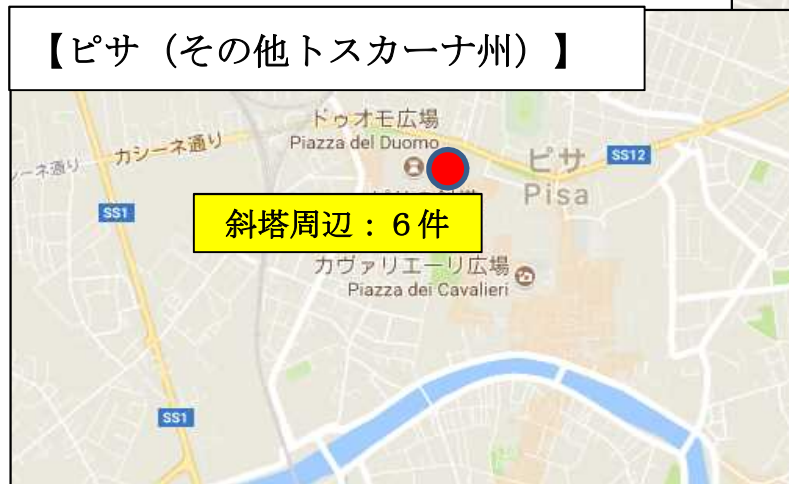 【ピサ（その他トスカーナ州）】
ドゥオモ広場
Piazza del Duomo
カシーネ通り
ーネ通り
ピサ
Pisa
SS12
SS1
斜塔周辺：６件
カヴァリエーリ広場
Piazza dei Cavalieri
SS1